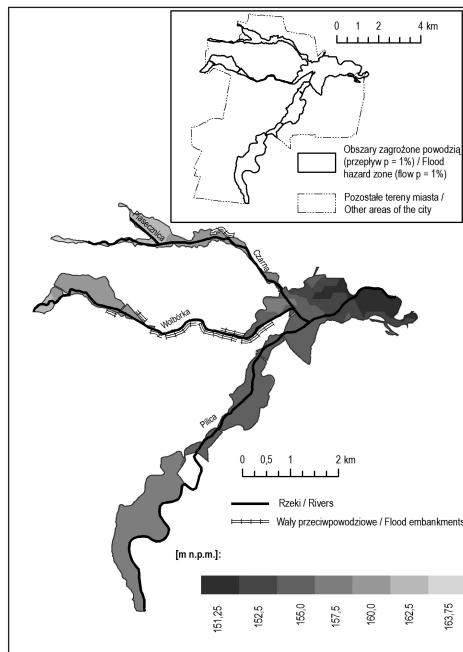 0 1 2 4 km
Obszary zagrożone powodzią
(przepływ p = 1%) / Flood
hazard zone (flow p = 1%)
Pozostałe tereny miasta /
Other areas of the city
Piasecznica
Czarna
Wolbórka
Pilica
0 0,5 1 2 km
Rzeki / Rivers
Wały przeciwpowodziowe / Flood embankments
[m n.p.m.]:
151,25
152,5
155,0
157,5
160,0
162,5
163,75